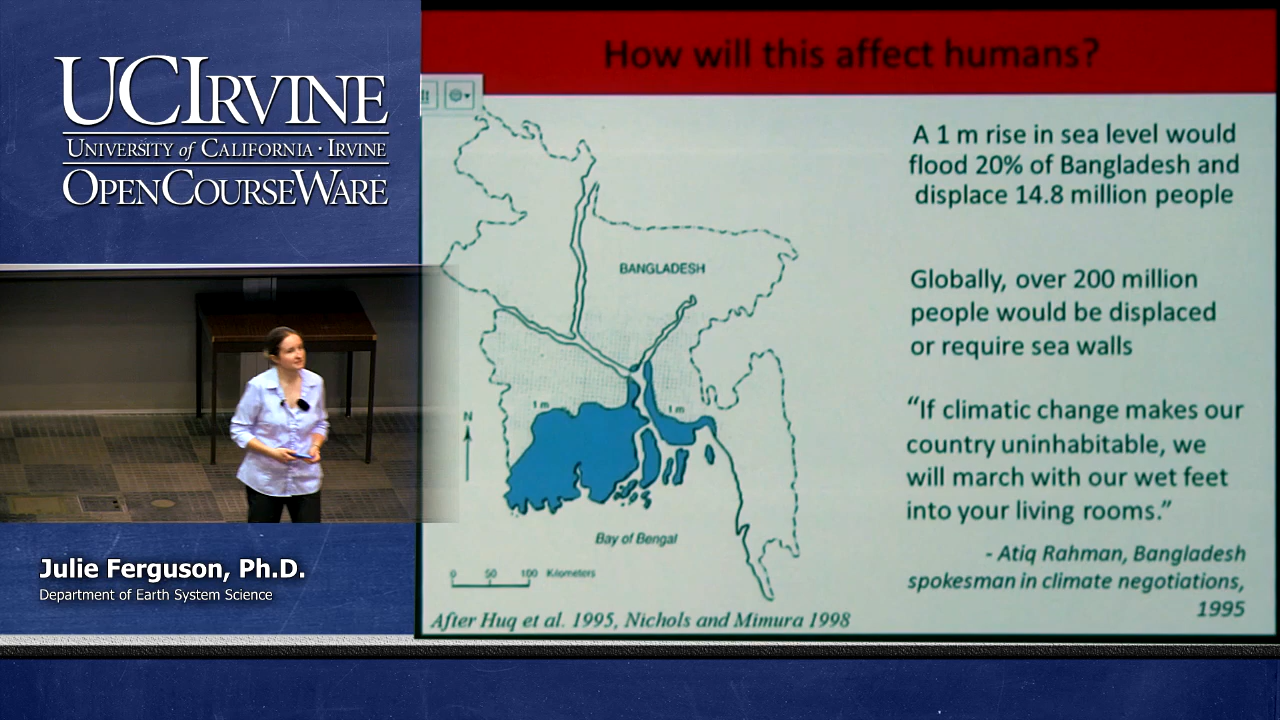 UCIRVINE
UNIVERSITY of CALIFORNIA · IRVINE
OPENCOURSEWARE
Julie Ferguson, Ph.D.
Department of Earth System Science
How will this affect humans?
A 1 m rise in sea level would
flood 20% of Bangladesh and
displace 14.8 million people
Globally, over 200 million
people would be displaced
or require sea walls
“If climatic change makes our
country uninhabitable, we
will march with our wet feet
into your living rooms.”
- Atiq Rahman, Bangladesh
spokesman in climate negotiations,
1995
BANGLADESH
1 m
1 m
N
Bay of Bengal
0 50 100 Kilometers
After Huq et al. 1995, Nichols and Mimura 1998